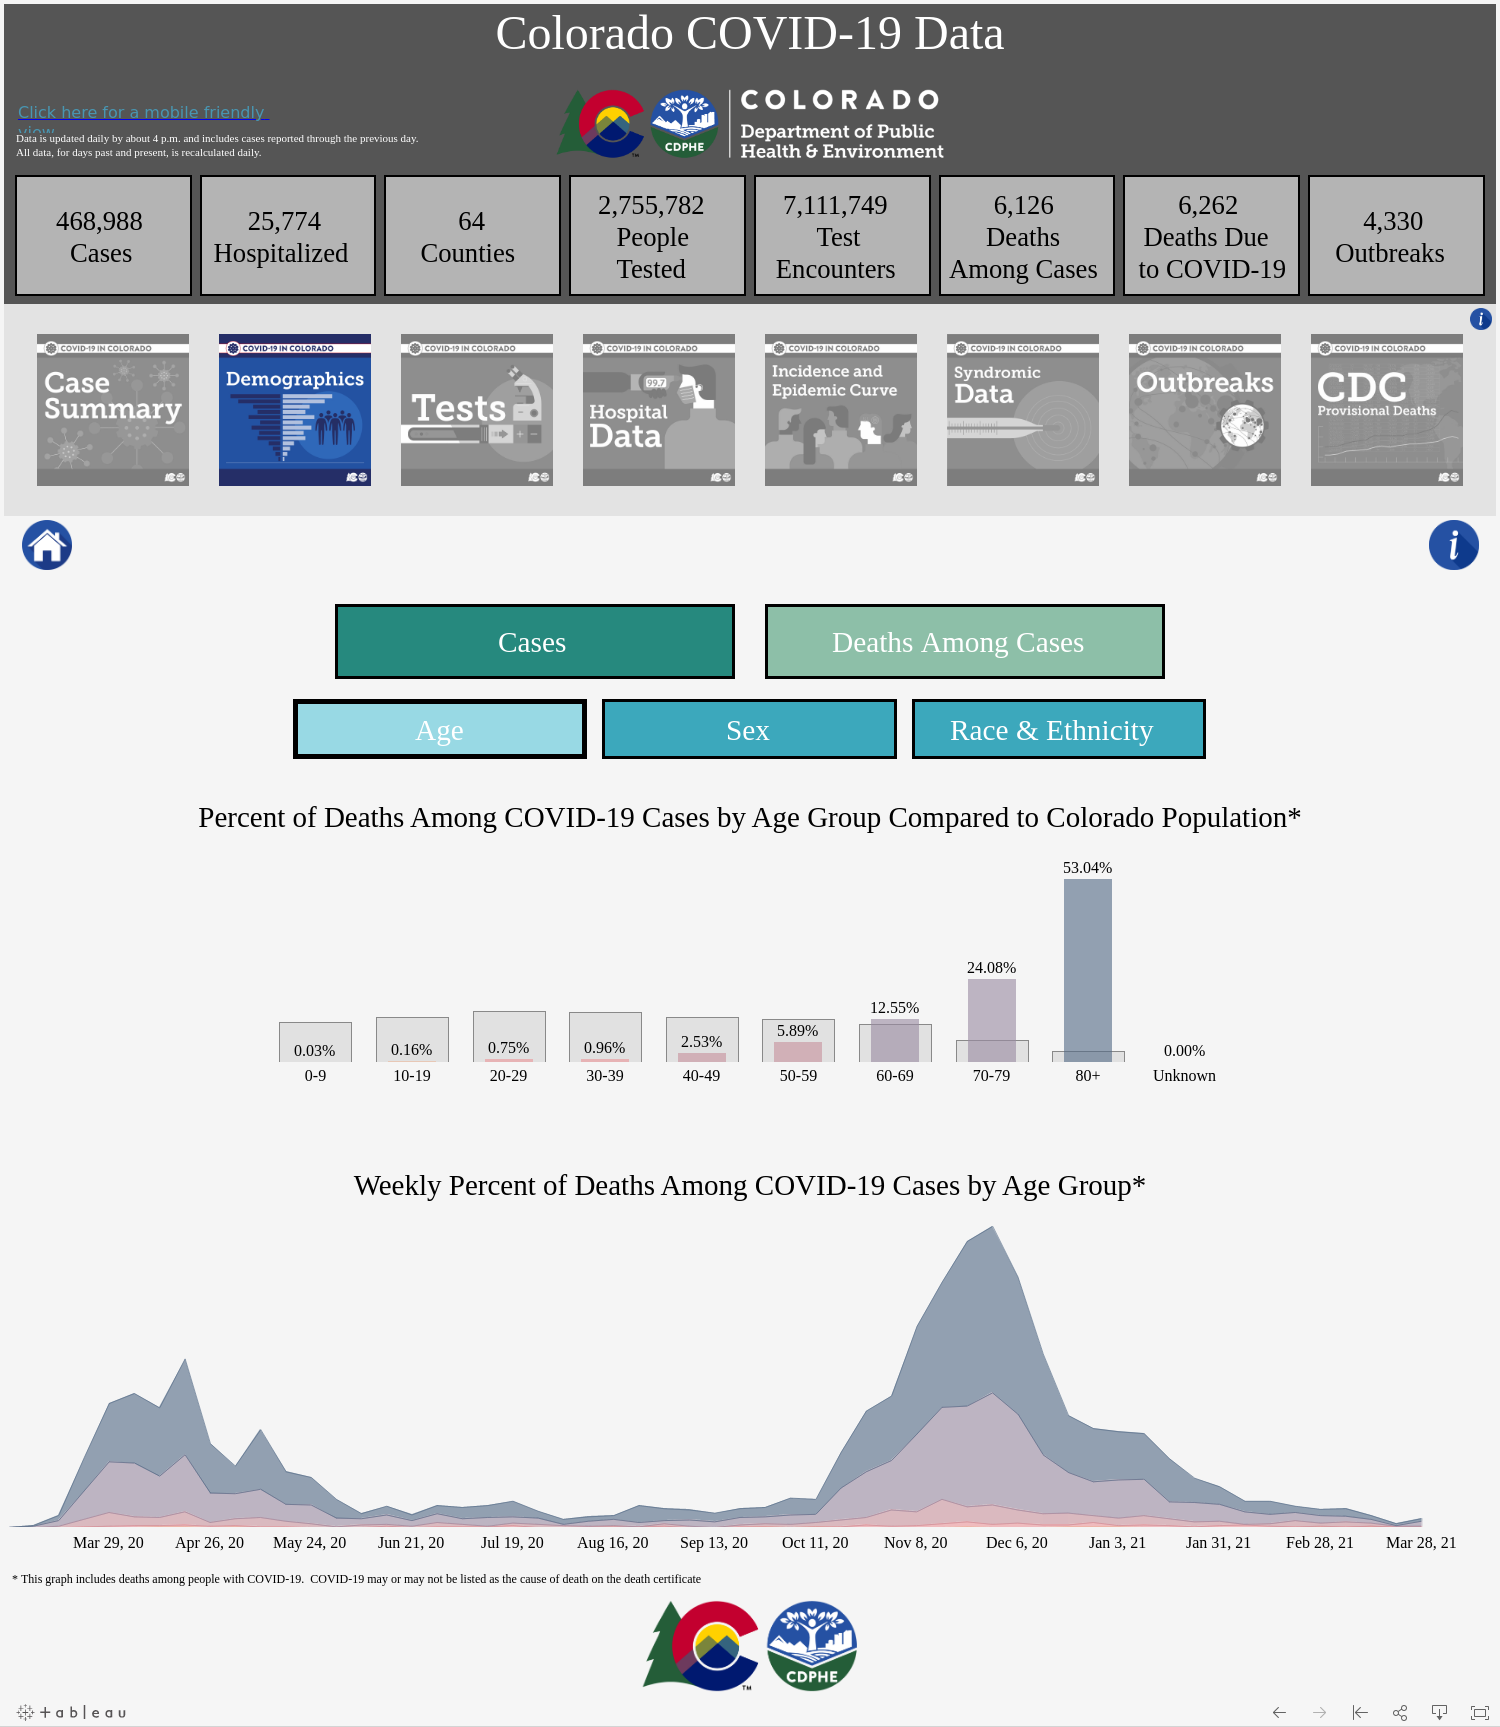 Colorado COVID-19 Data
Click here for a mobile friendly
view
Data is updated daily by about 4 p.m. and includes cases reported through the previous day.
All data, for days past and present, is recalculated daily.
COLORADO
Department of Public
Health & Environment
CDPHE
TM
468,988
Cases
25,774
Hospitalized
64
Counties
2,755,782
People
Tested
7,111,749
Test
Encounters
6,126
Deaths
Among Cases
6,262
Deaths Due
to COVID-19
4,330
Outbreaks
i
COVID-19 IN COLORADO
Case
Summary
COVID-19 IN COLORADO
Demographics
COVID-19 IN COLORADO
Tests
COVID-19 IN COLORADO
99.7
Hospital
Data
COVID-19 IN COLORADO
Incidence and
Epidemic Curve
COVID-19 IN COLORADO
Syndromic
Data
COVID-19 IN COLORADO
Outbreaks
COVID-19 IN COLORADO
CDC
Provisional Deaths
i
Cases
Deaths Among Cases
Age
Sex
Race & Ethnicity
Percent of Deaths Among COVID-19 Cases by Age Group Compared to Colorado Population*
0.03%
0.16%
0.75%
0.96%
2.53%
5.89%
12.55%
24.08%
53.04%
0.00%
0-9
10-19
20-29
30-39
40-49
50-59
60-69
70-79
80+
Unknown
Weekly Percent of Deaths Among COVID-19 Cases by Age Group*
Mar 29, 20
Apr 26, 20
May 24, 20
Jun 21, 20
Jul 19, 20
Aug 16, 20
Sep 13, 20
Oct 11, 20
Nov 8, 20
Dec 6, 20
Jan 3, 21
Jan 31, 21
Feb 28, 21
Mar 28, 21
* This graph includes deaths among people with COVID-19.  COVID-19 may or may not be listed as the cause of death on the death certificate
TM
CDPHE
+ableau